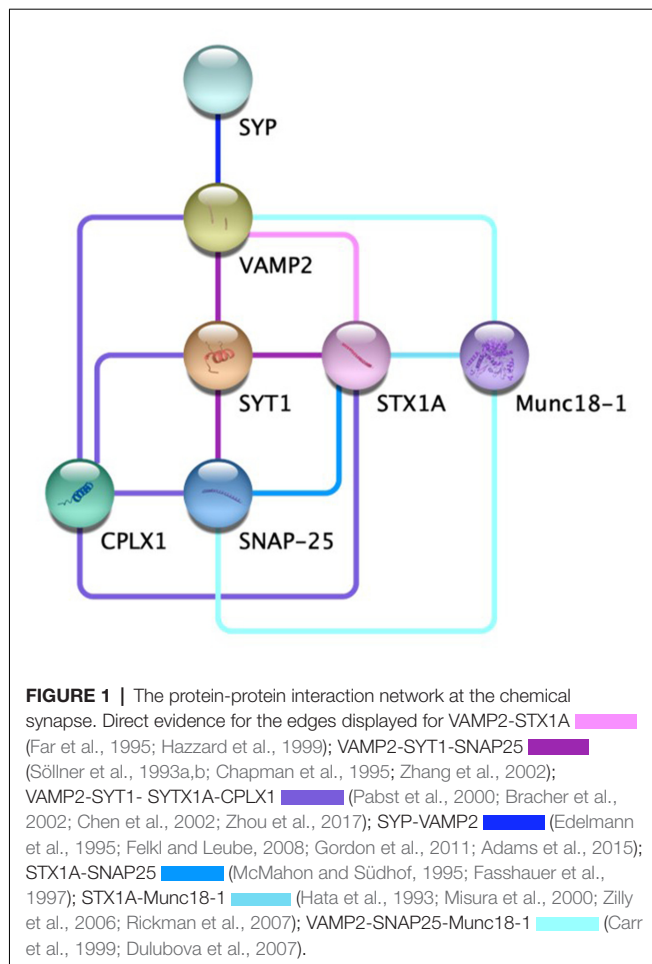 SYP
VAMP2
SYT1
STX1A
Munc18-1
CPLX1
SNAP-25
FIGURE 1 | The protein-protein interaction network at the chemical
synapse. Direct evidence for the edges displayed for VAMP2-STX1A
(Far et al., 1995; Hazzard et al., 1999); VAMP2-SYT1-SNAP25
(Söllner et al., 1993a,b; Chapman et al., 1995; Zhang et al., 2002);
VAMP2-SYT1- SYTX1A-CPLX1 (Pabst et al., 2000; Bracher et al.,
2002; Chen et al., 2002; Zhou et al., 2017); SYP-VAMP2 (Edelmann
et al., 1995; Felkl and Leube, 2008; Gordon et al., 2011; Adams et al., 2015);
STX1A-SNAP25 (McMahon and Südhof, 1995; Fasshauer et al.,
1997); STX1A-Munc18-1 (Hata et al., 1993; Misura et al., 2000; Zilly
et al., 2006; Rickman et al., 2007); VAMP2-SNAP25-Munc18-1 (Carr
et al., 1999; Dulubova et al., 2007).